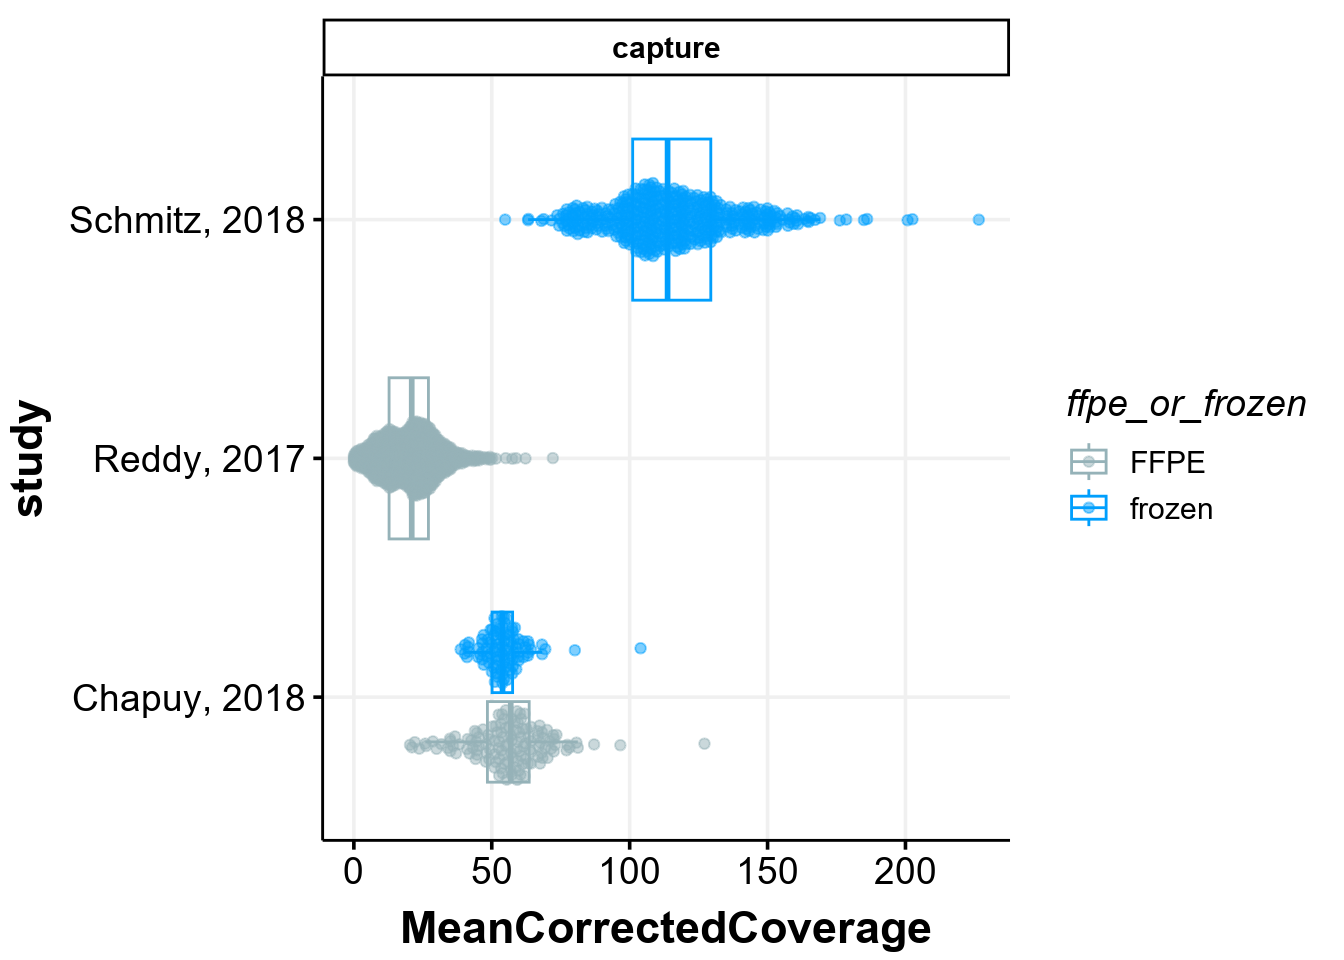 capture
Schmitz, 2018
Reddy, 2017
Chapuy, 2018
study
0 50 100 150 200
MeanCorrectedCoverage
ffpe_or_frozen
FFPE
frozen